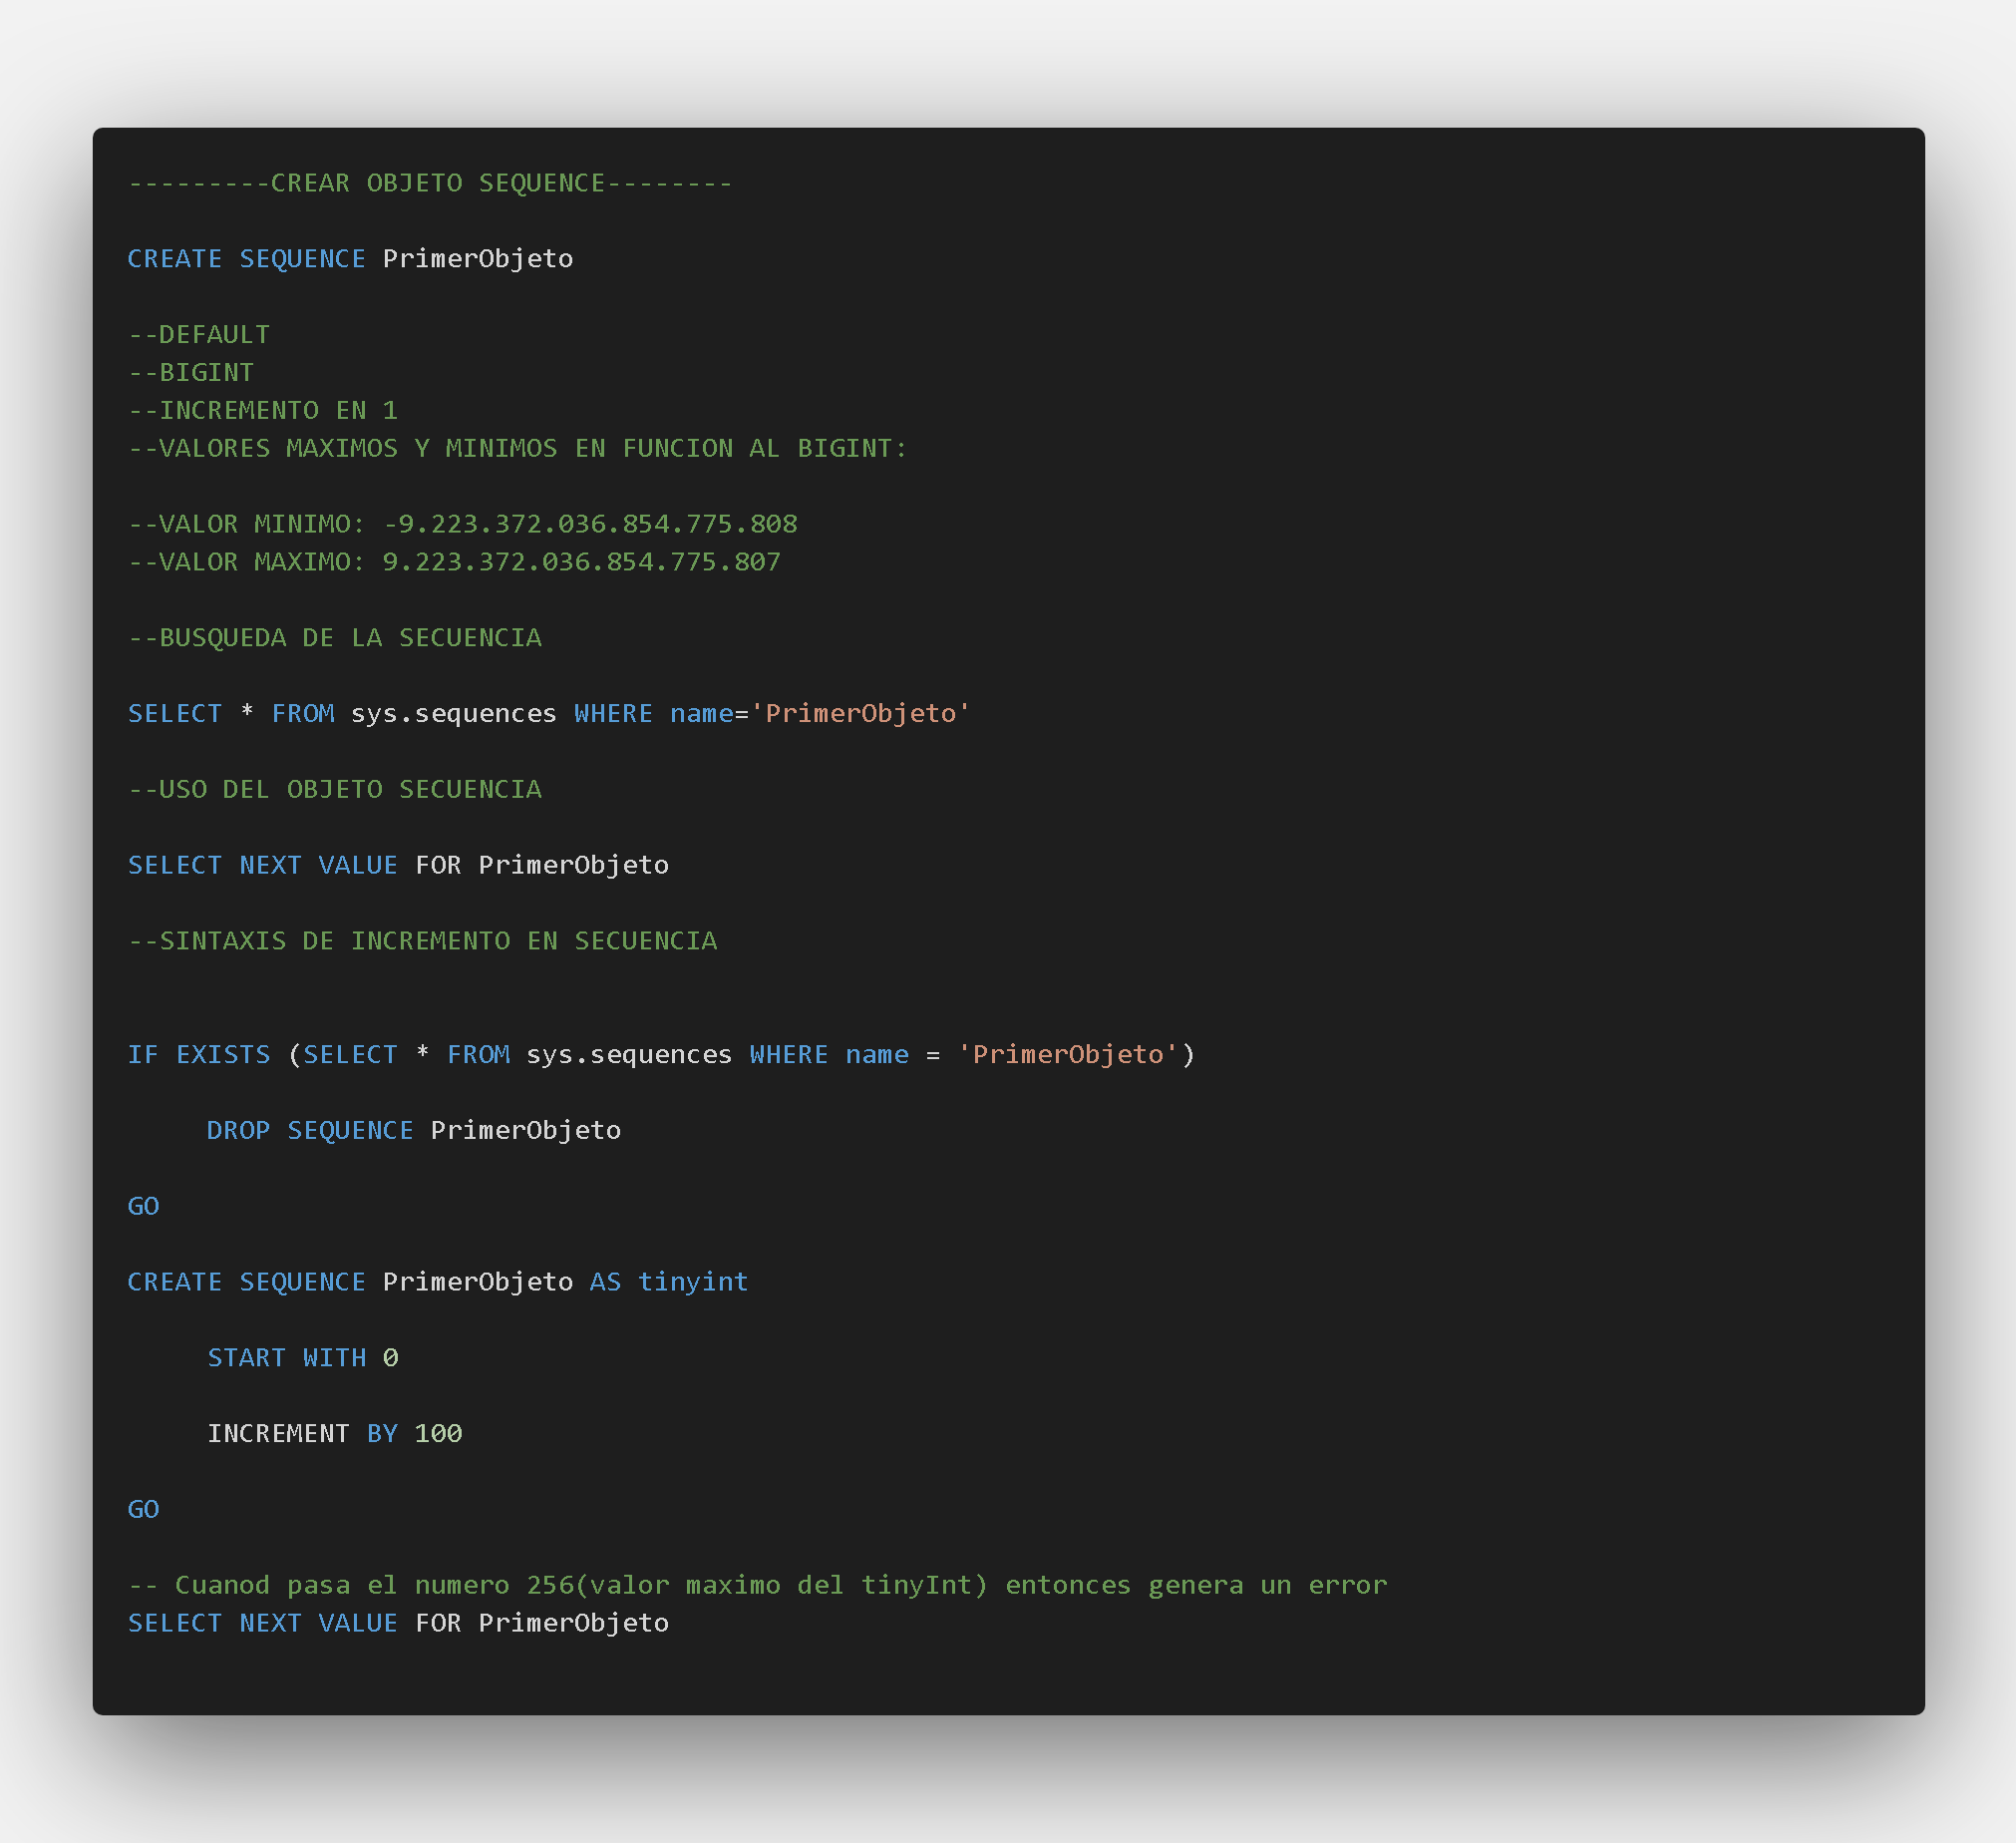 ---------CREAR OBJETO SEQUENCE--------
CREATE SEQUENCE PrimerObjeto
--DEFAULT
--BIGINT
--INCREMENTO EN 1
--VALORES MAXIMOS Y MINIMOS EN FUNCION AL BIGINT:
--VALOR MINIMO: -9.223.372.036.854.775.808
--VALOR MAXIMO: 9.223.372.036.854.775.807
--BUSQUEDA DE LA SECUENCIA
SELECT * FROM sys.sequences WHERE name='PrimerObjeto'
--USO DEL OBJETO SECUENCIA
SELECT NEXT VALUE FOR PrimerObjeto
--SINTAXIS DE INCREMENTO EN SECUENCIA
IF EXISTS (SELECT * FROM sys.sequences WHERE name = 'PrimerObjeto')
DROP SEQUENCE PrimerObjeto
GO
CREATE SEQUENCE PrimerObjeto AS tinyint
START WITH 0
INCREMENT BY 100
GO
-- Cuanod pasa el numero 256(valor maximo del tinyInt) entonces genera un error
SELECT NEXT VALUE FOR PrimerObjeto